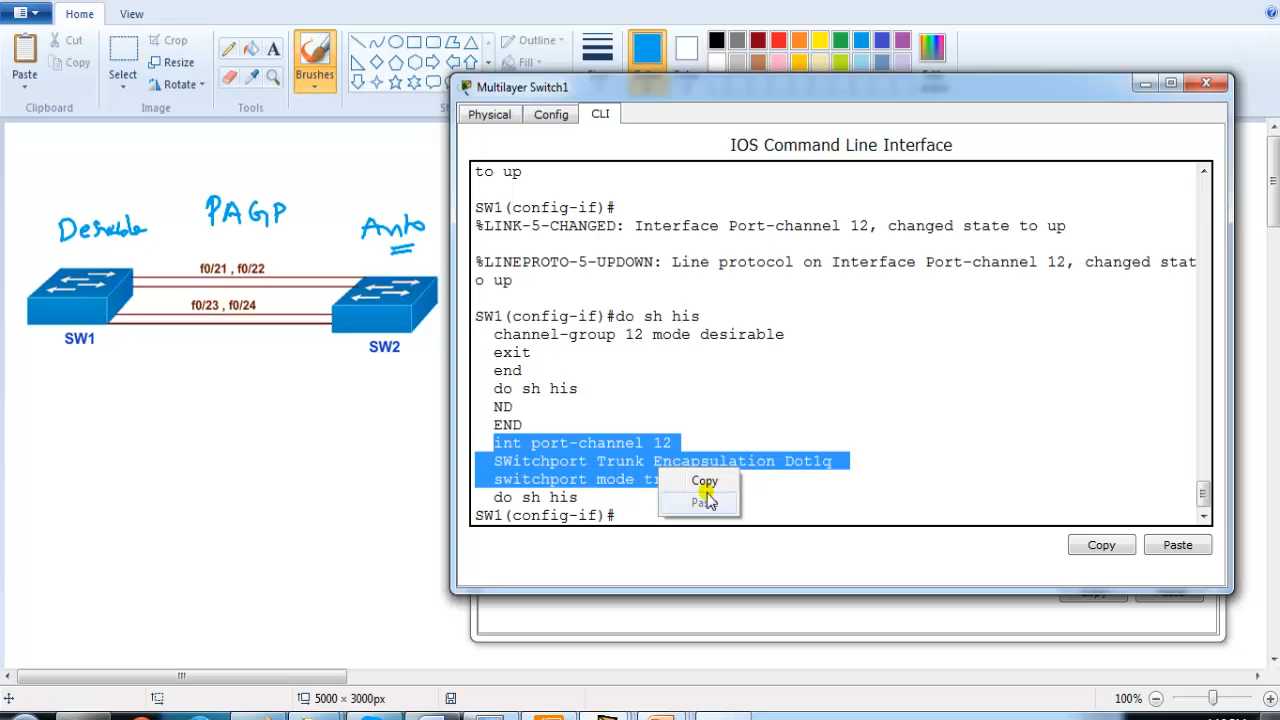 Home
View
Paste
Cut
Copy
Clipboard
Select
Crop
Resize
Rotate
Image
A
Tools
Brushes
Outline
Fill
Multilayer Switch1
Physical
Config
CLI
IOS Command Line Interface
to up
SW1(config-if)#
%LINK-5-CHANGED: Interface Port-channel 12, changed state to up
%LINEPROTO-5-UPDOWN: Line protocol on Interface Port-channel 12, changed stat
o up
SW1(config-if)#do sh his
channel-group 12 mode desirable
exit
end
do sh his
ND
END
int port-channel 12
SWitchport Trunk Encapsulation Dot1q
switchport mode
do sh his
SW1(config-if)#
Copy
Copy
Paste
Desirable
PAGP
Auto
f0/21 , f0/22
f0/23 , f0/24
SW1
SW2
5000 × 3000px
100%